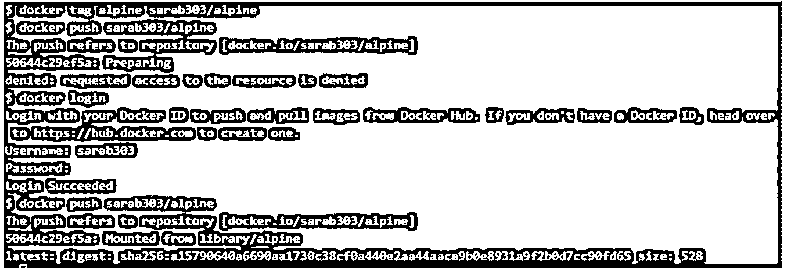 $ docker tag alpine sarab303/alpine
$ docker push sarab303/alpine
The push refers to repository [docker.io/sarab303/alpine]
50644c29ef5a: Preparing
denied: requested access to the resource is denied
$ docker login
Login with your Docker ID to push and pull images from Docker Hub. If you don't have a Docker ID, head over
to https://hub.docker.com to create one.
Username: sarab303
Password:
Login Succeeded
$ docker push sarab303/alpine
The push refers to repository [docker.io/sarab303/alpine]
50644c29ef5a: Mounted from library/alpine
latest: digest: sha256:a15790640a6690aa1730c38cf0a440e2aa44aaca9b0e8931a9f2b0d7cc90fd65 size: 528